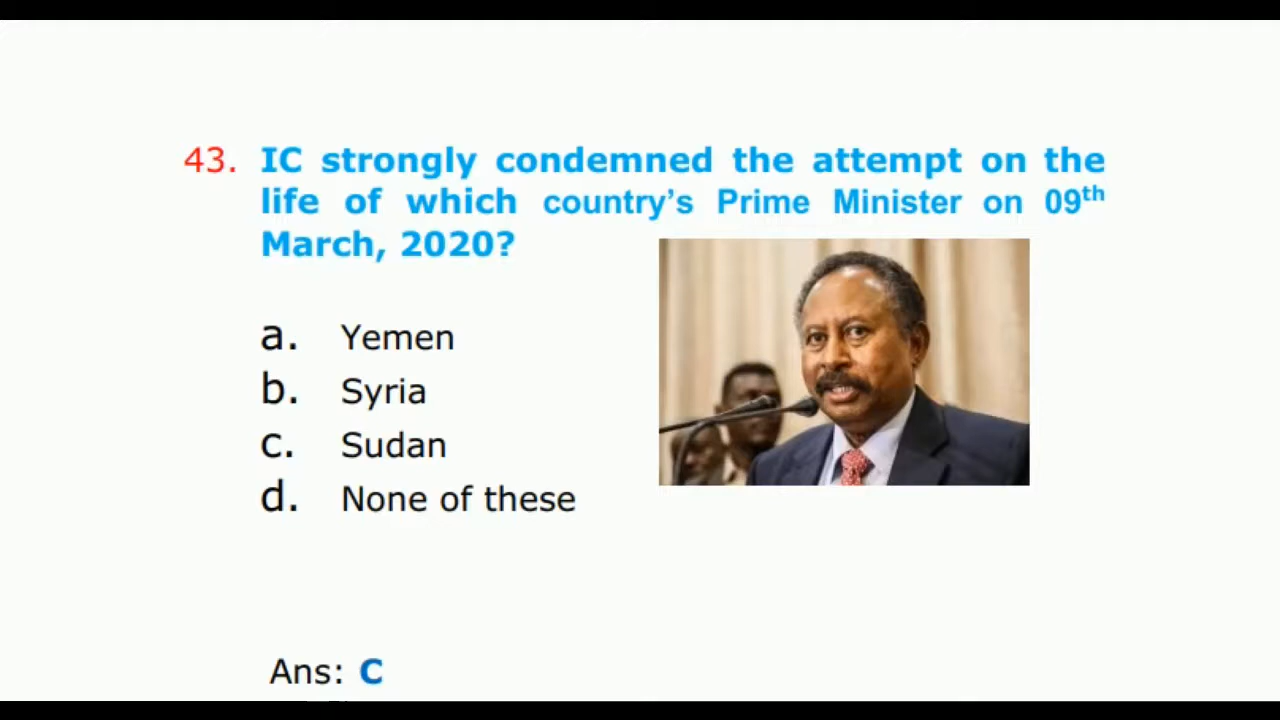 43. IC strongly condemned the attempt on the
life of which country's Prime Minister on 09th
March, 2020?
a. Yemen
b. Syria
c. Sudan
d. None of these
Ans: C